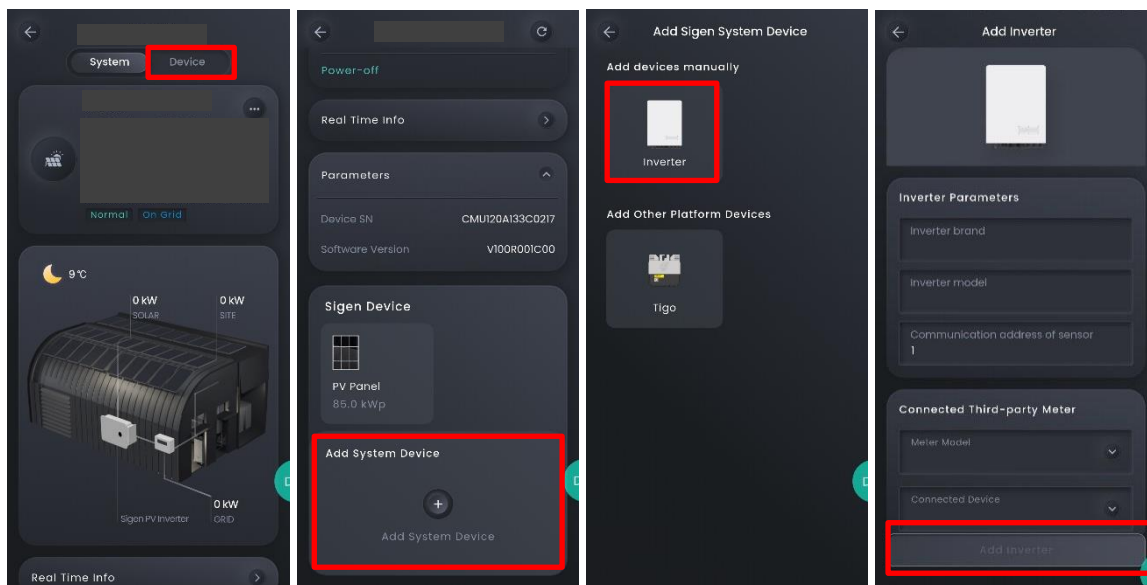 System
Device
Normal
On Grid
9°C
0 kW
SOLAR
0 kW
SITE
Sigen PV Inverter
0 kW
GRID
Real Time Info
Power-off
Real Time Info
Parameters
Device SN
CMU120A133C0217
Software Version
V100R001C00
Sigen Device
PV Panel
85.0 kWp
Add System Device
+
Add System Device
Add Sigen System Device
Add devices manually
Inverter
Add Other Platform Devices
Tigo
Add Inverter
Inverter Parameters
Inverter brand
Inverter model
Communication address of sensor
1
Connected Third-party Meter
Meter Model
Connected Device
Add Inverter